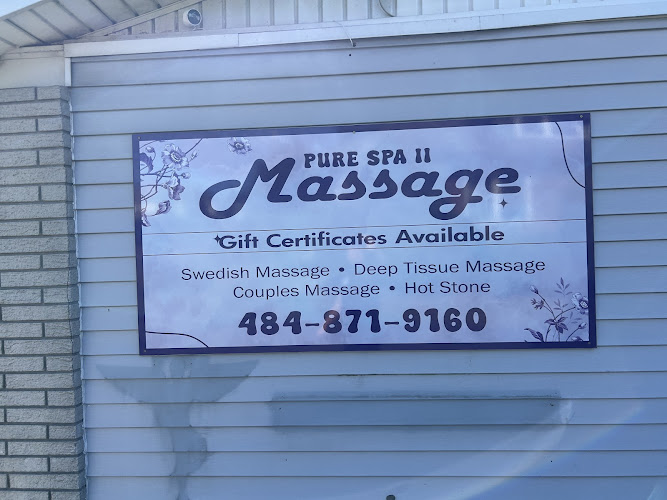 PURE SPA II
Massage
Gift Certificates Available
Swedish Massage • Deep Tissue Massage
Couples Massage • Hot Stone
484-871-9160